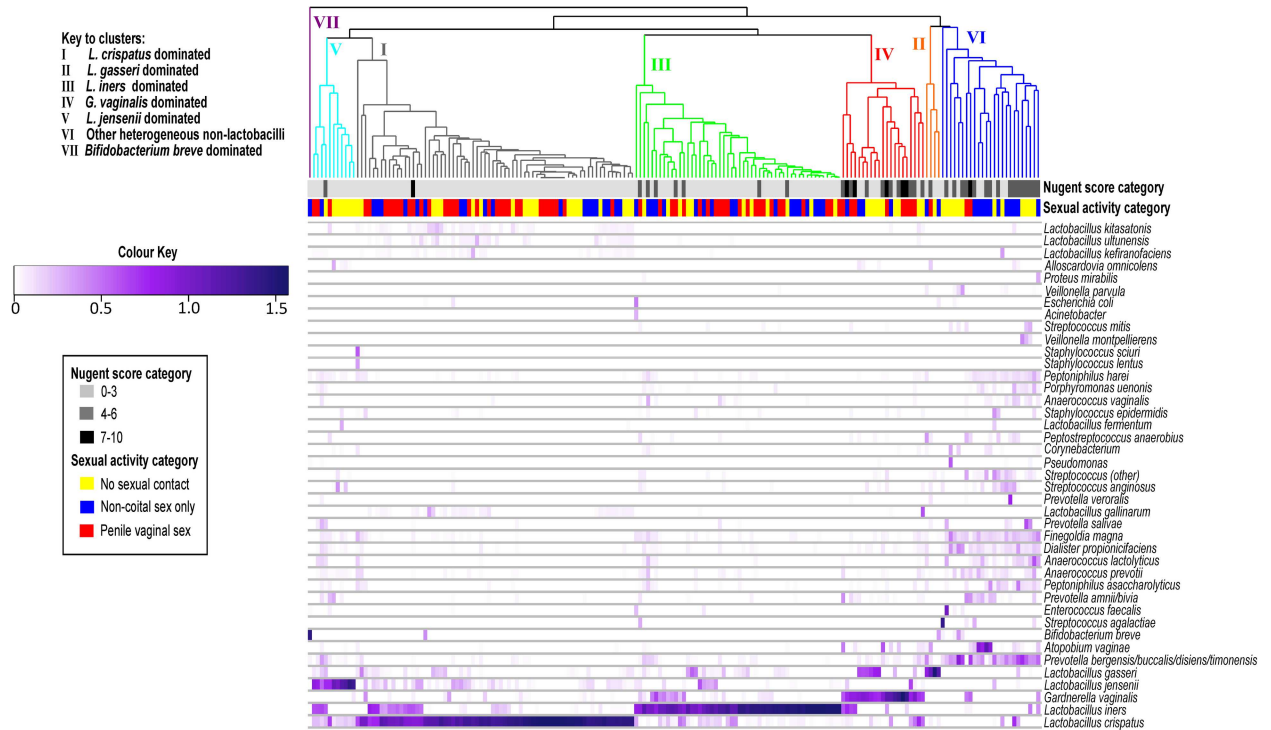 VII
V
I
III
IV
II
VI
Key to clusters:
I L. crispatus dominated
II L. gasseri dominated
III L. iners dominated
IV G. vaginalis dominated
V L. jensenii dominated
VI Other heterogeneous non-lactobacilli
VII Bifidobacterium breve dominated
Nugent score category
Sexual activity category
Colour Key
0 0.5 1.0 1.5
Nugent score category
0-3
4-6
7-10
Sexual activity category
No sexual contact
Non-coital sex only
Penile vaginal sex
Lactobacillus kitasatonis
Lactobacillus ultunensis
Lactobacillus kefiranofaciens
Alloscardovia omnicolens
Proteus mirabilis
Veillonella parvula
Escherichia coli
Acinetobacter
Streptococcus mitis
Veillonella montpellierens
Staphylococcus sciuri
Staphylococcus lentus
Peptoniphilus harei
Porphyromonas uenonis
Anaerococcus vaginalis
Staphylococcus epidermidis
Lactobacillus fermentum
Peptostreptococcus anaerobius
Corynebacterium
Pseudomonas
Streptococcus (other)
Streptococcus anginosus
Prevotella veroralis
Lactobacillus gallinarum
Prevotella salivae
Finegoldia magna
Dialister propionicifaciens
Anaerococcus lactolyticus
Anaerococcus prevotii
Peptoniphilus asaccharolyticus
Prevotella amnii/bivia
Enterococcus faecalis
Streptococcus agalactiae
Bifidobacterium breve
Atopobium vaginae
Prevotella bergensis/buccalis/disiens/timonensis
Lactobacillus gasseri
Lactobacillus jensenii
Gardnerella vaginalis
Lactobacillus iners
Lactobacillus crispatus